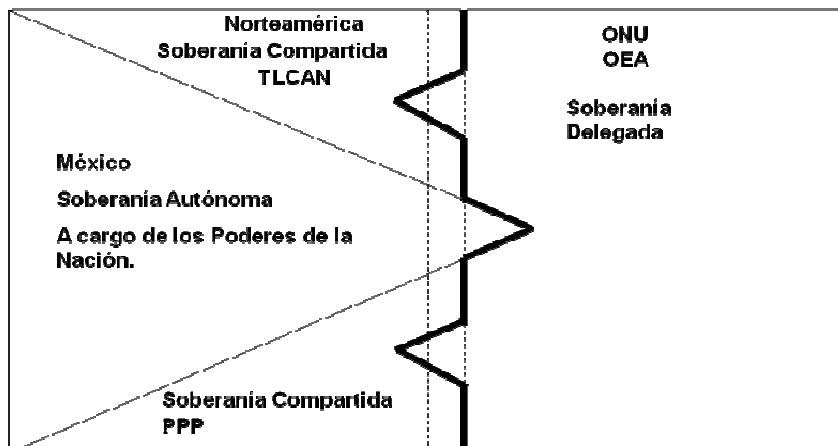 Norteamérica
Soberanía Compartida
TLCAN
ONU
OEA
Soberanía
Delegada
México
Soberanía Autónoma
A cargo de los Poderes de la
Nación.
Soberanía Compartida
PPP